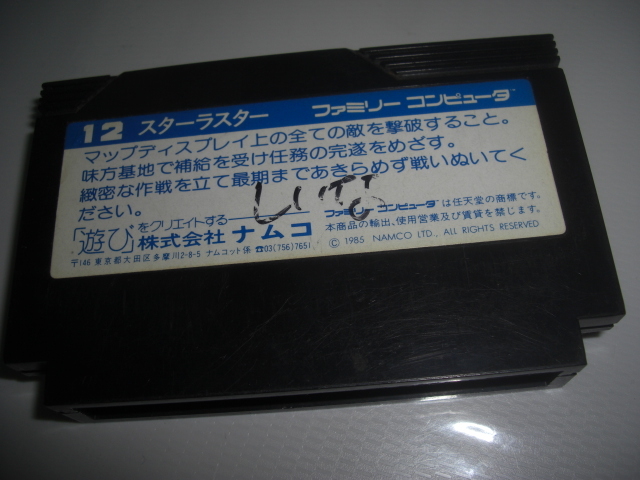 12 スターラスター ファミリー コンピュータ™
マップディスプレイ上の全ての敵を撃破すること。
味方基地で補給を受け任務の完遂をめざす。
緻密な作戦を立て最期まであきらめず戦いぬいてく
ださい。
しいな
「遊び」をクリエイトする
株式会社 ナムコ
〒146 東京都大田区多摩川2-8-5 ナムコット係 ☎03(756)7651
ファミリー コンピュータ™ は任天堂の商標です。
本商品の輸出、使用営業及び賃貸を禁じます。
© 1985 NAMCO LTD., ALL RIGHTS RESERVED